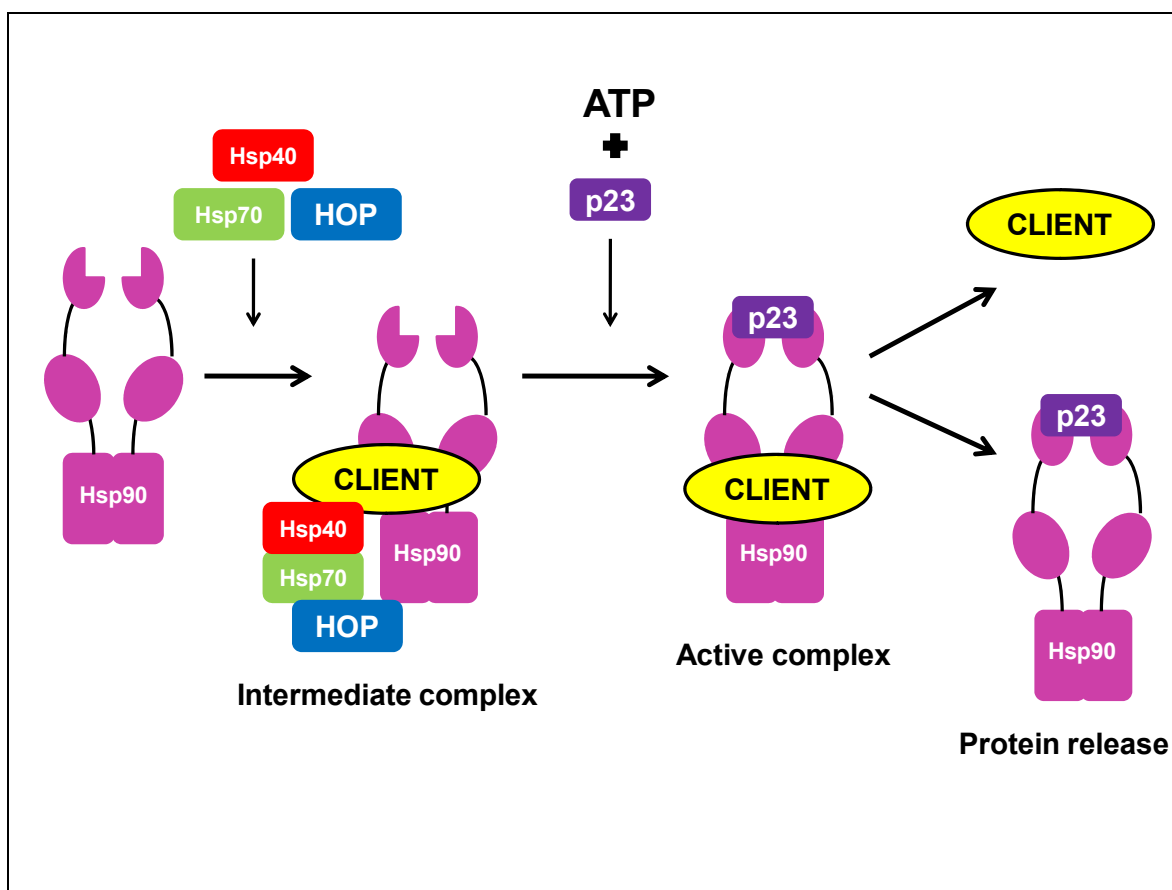 ATP
Hsp40
p23
Hsp70
HOP
CLIENT
p23
p23
CLIENT
CLIENT
Hsp90
Hsp40
Hsp90
Hsp70
HOP
Hsp90
Hsp90
Active complex
Intermediate complex
Protein release